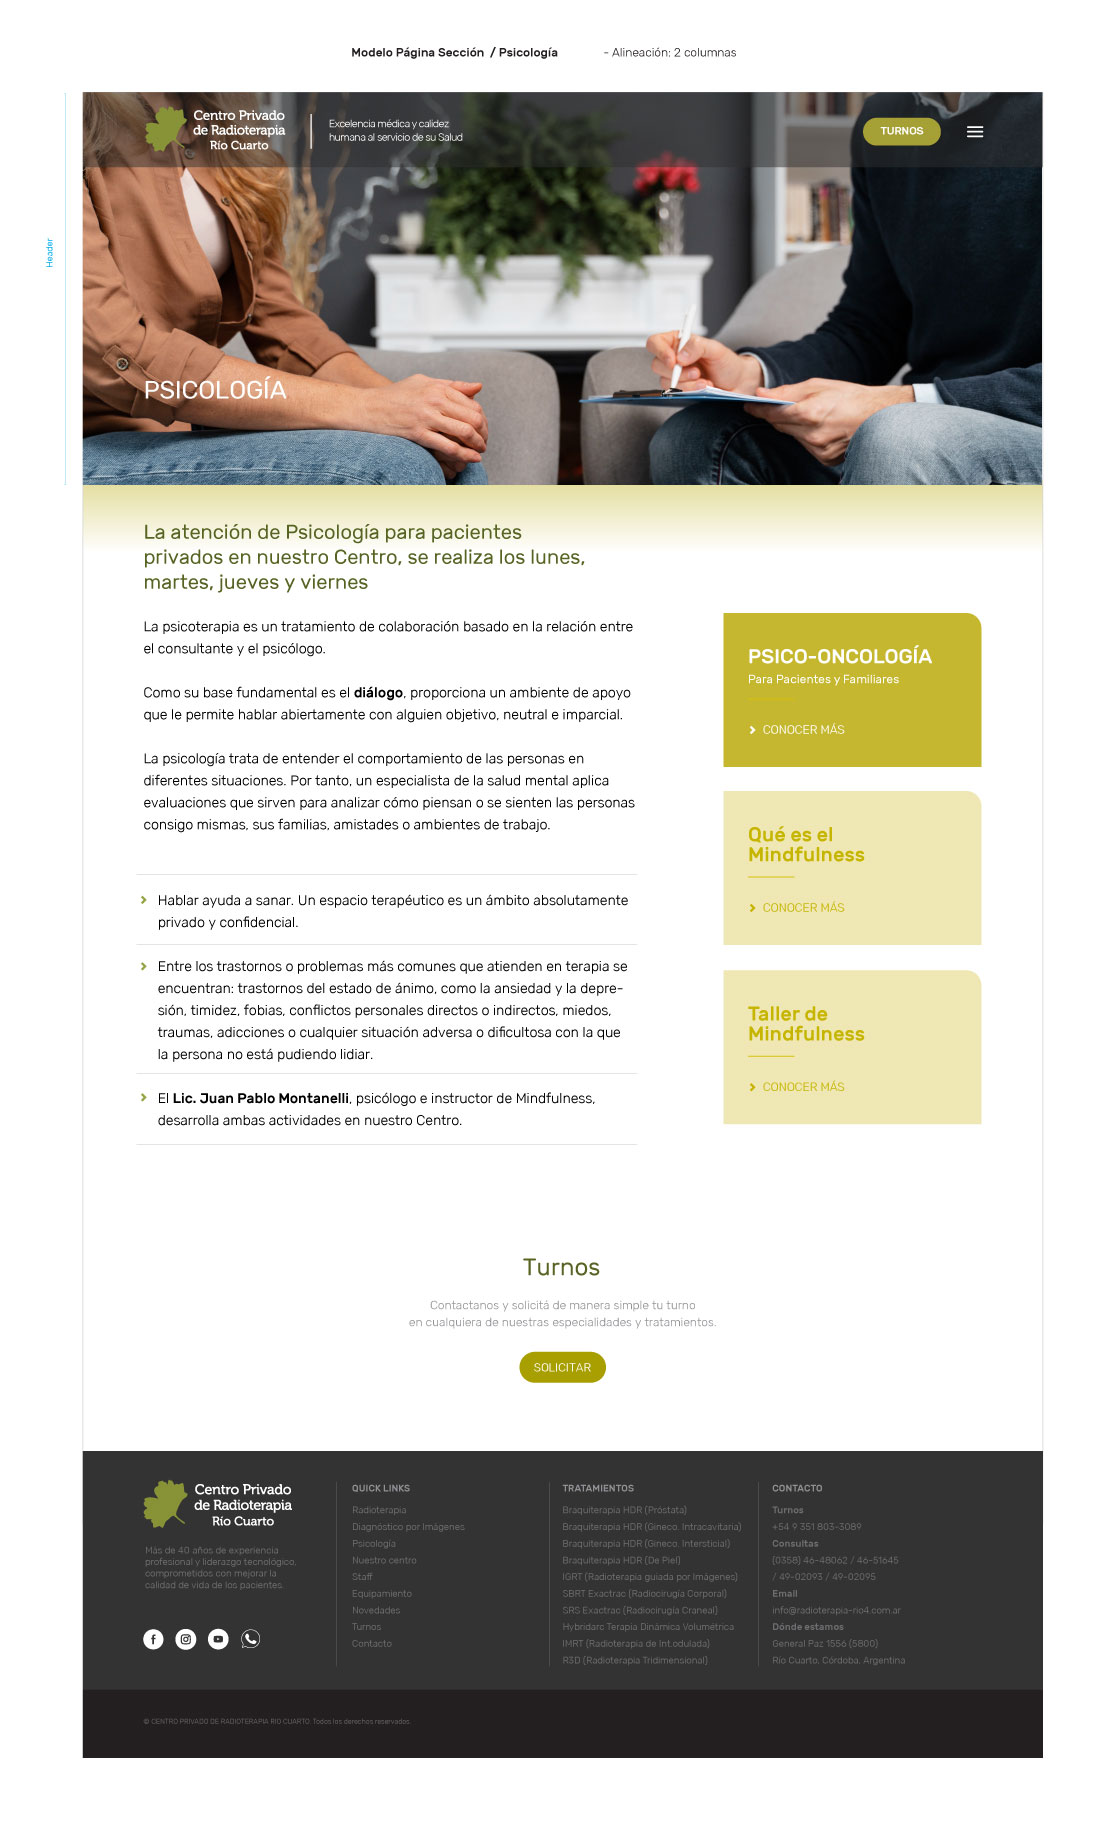 Modelo Página Sección / Psicología
- Alineación: 2 columnas
Header
Centro Privado
de Radioterapia
Río Cuarto
Excelencia médica y calidez
humana al servicio de su Salud
TURNOS
PSICOLOGÍA
La atención de Psicología para pacientes
privados en nuestro Centro, se realiza los lunes,
martes, jueves y viernes
La psicoterapia es un tratamiento de colaboración basado en la relación entre
el consultante y el psicólogo.
Como su base fundamental es el diálogo, proporciona un ambiente de apoyo
que le permite hablar abiertamente con alguien objetivo, neutral e imparcial.
La psicología trata de entender el comportamiento de las personas en
diferentes situaciones. Por tanto, un especialista de la salud mental aplica
evaluaciones que sirven para analizar cómo piensan o se sienten las personas
consigo mismas, sus familias, amistades o ambientes de trabajo.
Hablar ayuda a sanar. Un espacio terapéutico es un ámbito absolutamente
privado y confidencial.
Entre los trastornos o problemas más comunes que atienden en terapia se
encuentran: trastornos del estado de ánimo, como la ansiedad y la depre-
sión, timidez, fobias, conflictos personales directos o indirectos, miedos,
traumas, adicciones o cualquier situación adversa o dificultosa con la que
la persona no está pudiendo lidiar.
El Lic. Juan Pablo Montanelli, psicólogo e instructor de Mindfulness,
desarrolla ambas actividades en nuestro Centro.
PSICO-ONCOLOGÍA
Para Pacientes y Familiares
CONOCER MÁS
Qué es el
Mindfulness
CONOCER MÁS
Taller de
Mindfulness
CONOCER MÁS
Turnos
Contactanos y solicitá de manera simple tu turno
en cualquiera de nuestras especialidades y tratamientos.
SOLICITAR
Centro Privado
de Radioterapia
Río Cuarto
Más de 40 años de experiencia
profesional y liderazgo tecnológico,
comprometidos con mejorar la
calidad de vida de los pacientes.
QUICK LINKS
Radioterapia
Diagnóstico por Imágenes
Psicología
Nuestro centro
Staff
Equipamiento
Novedades
Turnos
Contacto
TRATAMIENTOS
Braquiterapia HDR (Próstata)
Braquiterapia HDR (Gineco. Intracavitaria)
Braquiterapia HDR (Gineco. Intersticial)
Braquiterapia HDR (De Piel)
IGRT (Radioterapia guiada por Imágenes)
SBRT Exactrac (Radiocirugía Corporal)
SRS Exactrac (Radiocirugía Craneal)
Hybridarc Terapia Dinámica Volumétrica
IMRT (Radioterapia de Int.odulada)
R3D (Radioterapia Tridimensional)
CONTACTO
Turnos
+54 9 351 803-3089
Consultas
(0358) 46-48062 / 46-51645
/ 49-02093 / 49-02095
Email
info@radioterapia-rio4.com.ar
Dónde estamos
General Paz 1556 (5800)
Río Cuarto, Córdoba, Argentina
© CENTRO PRIVADO DE RADIOTERAPIA RIO CUARTO. Todos los derechos reservados.